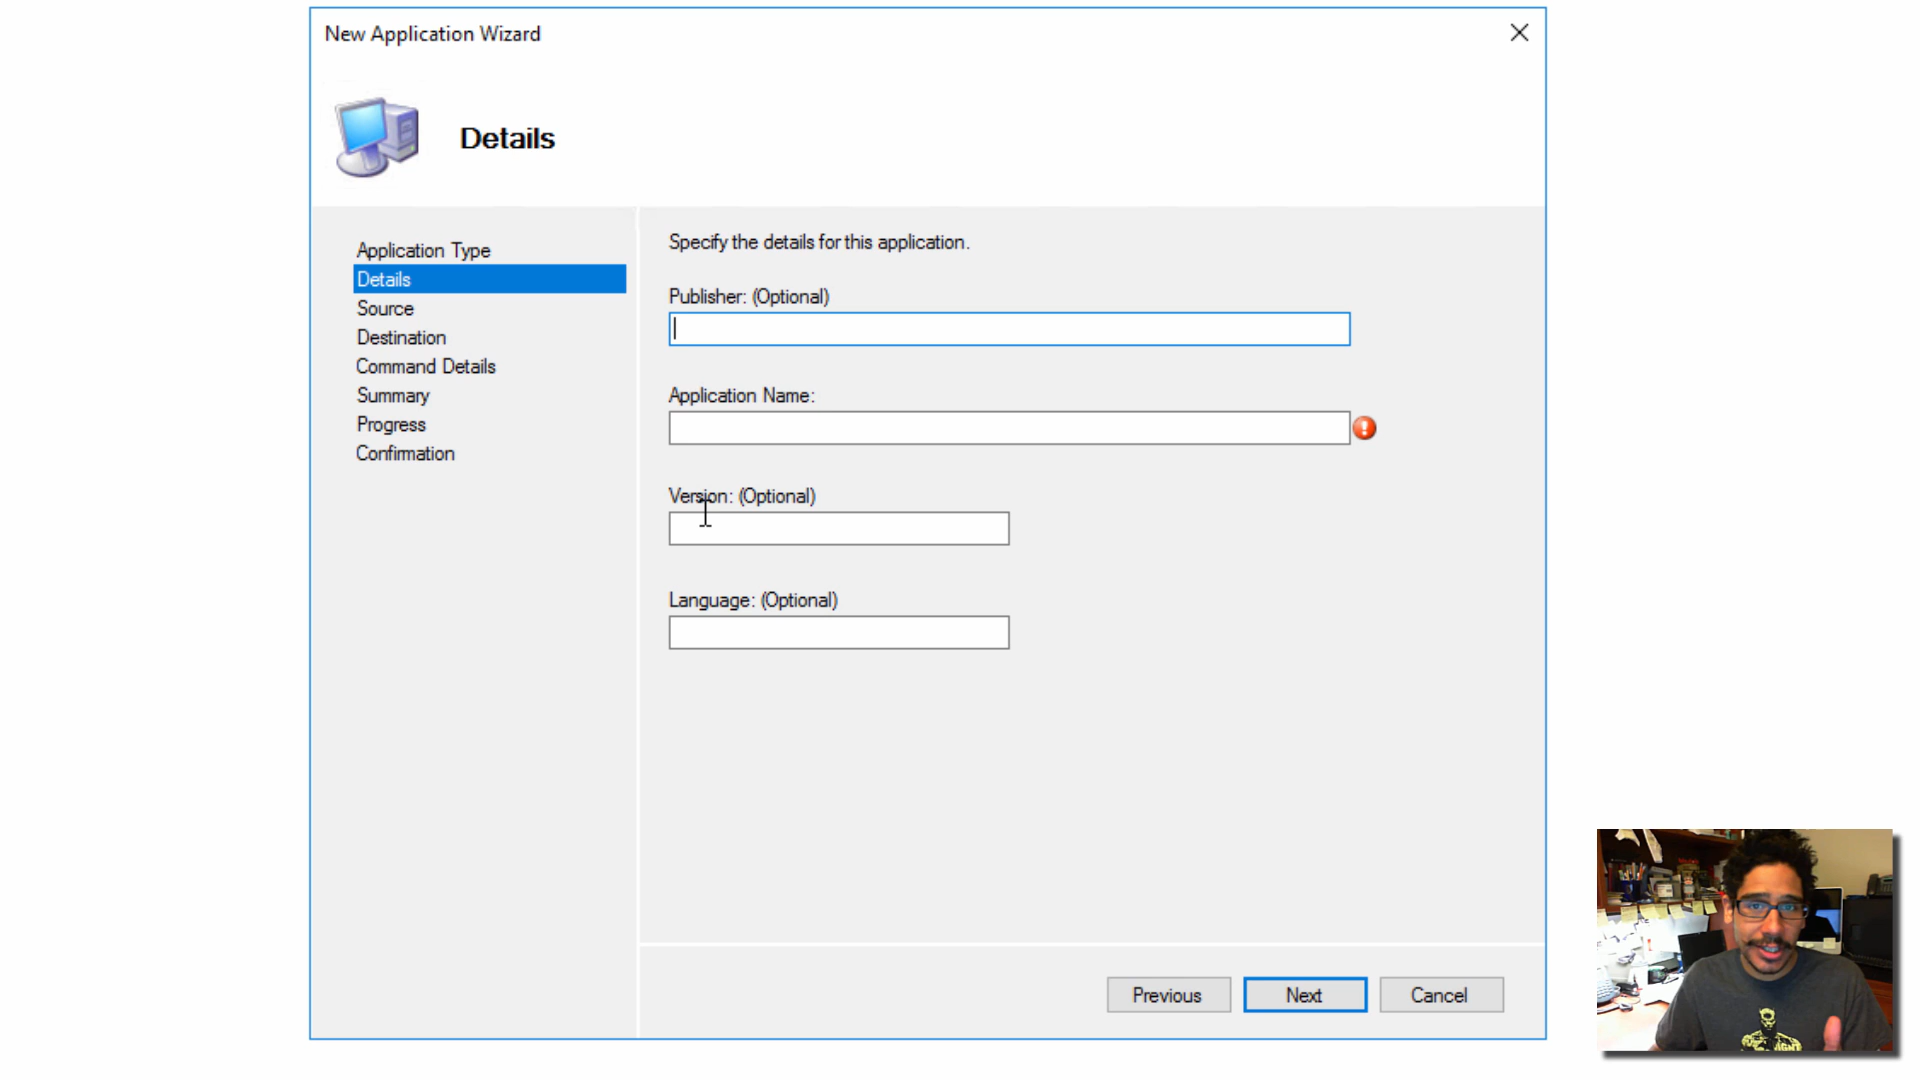 New Application Wizard
Details
Application Type
Details
Source
Destination
Command Details
Summary
Progress
Confirmation
Specify the details for this application.
Publisher: (Optional)
Application Name:
Version: (Optional)
Language: (Optional)
Previous
Next
Cancel